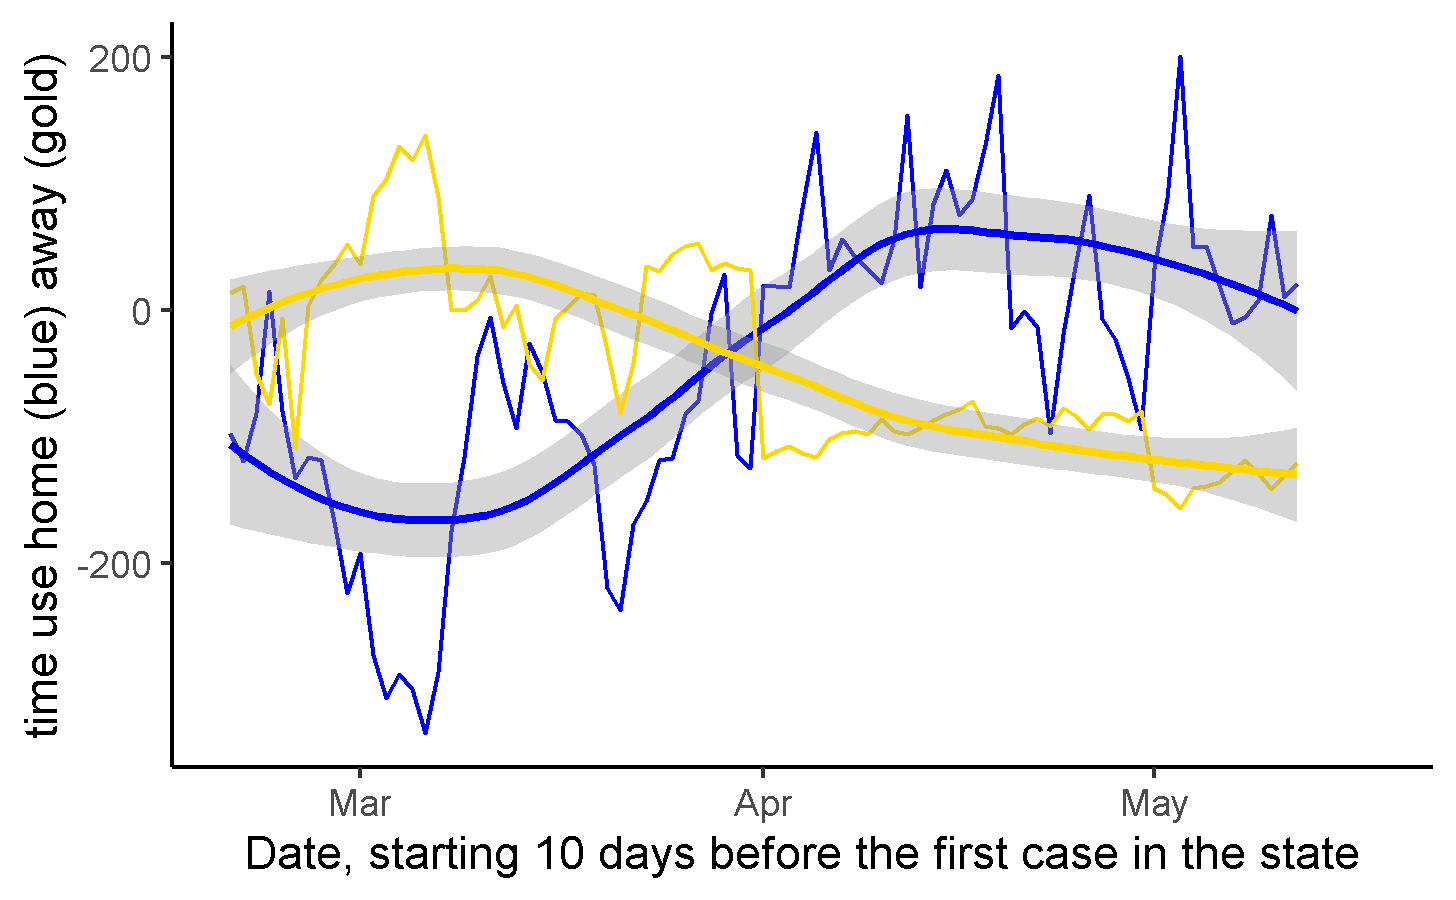 time use home (blue) away (gold)
200
0
-200
Mar
Apr
May
Date, starting 10 days before the first case in the state